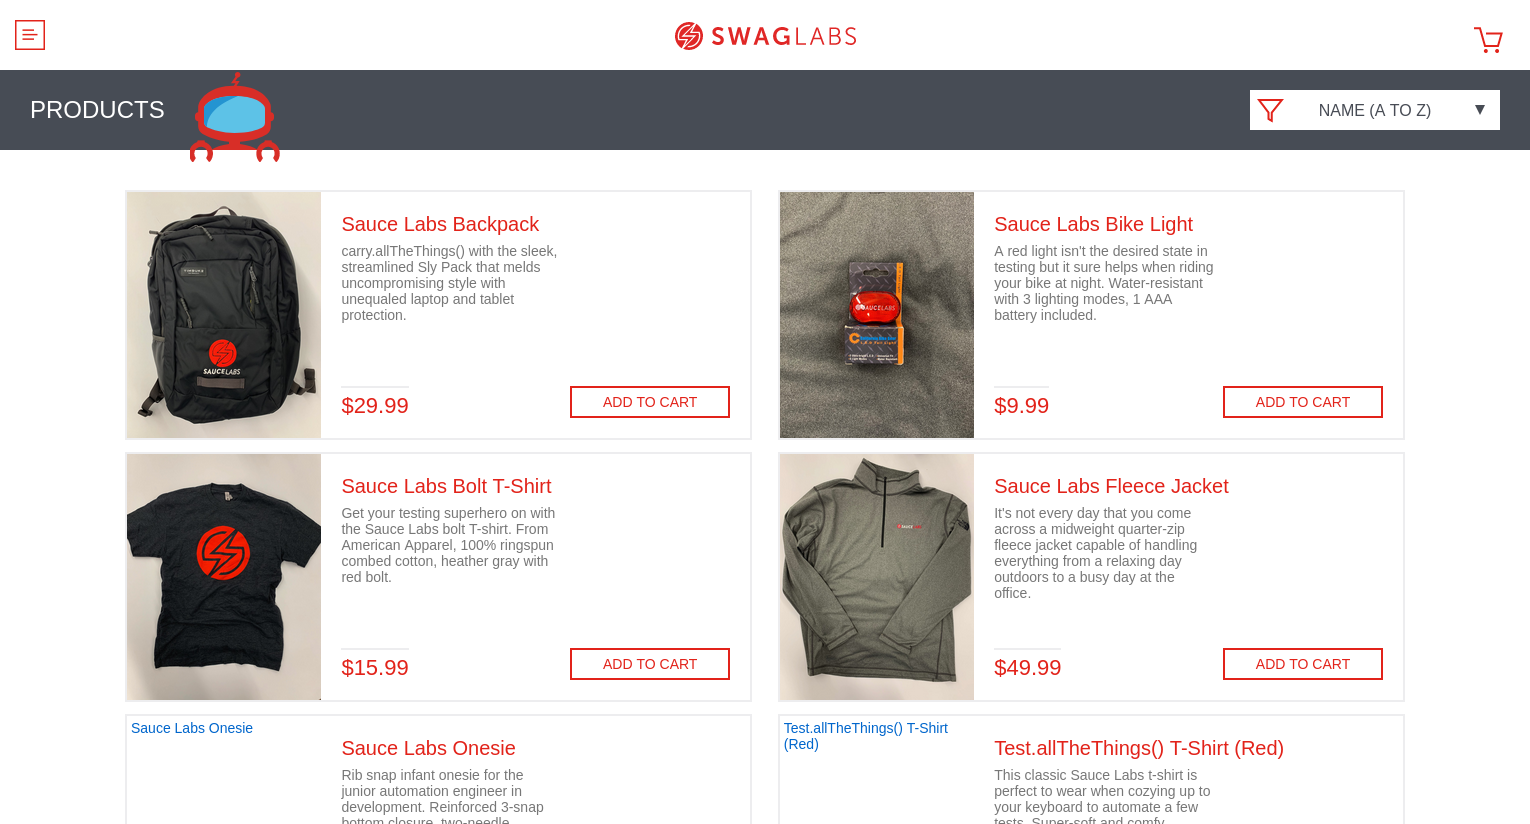 SWAGLABS
PRODUCTS
NAME (A TO Z)
Sauce Labs Backpack
carry.allTheThings() with the sleek,
streamlined Sly Pack that melds
uncompromising style with
unequaled laptop and tablet
protection.
$29.99
ADD TO CART
SAUCELABS
Sauce Labs Bike Light
A red light isn't the desired state in
testing but it sure helps when riding
your bike at night. Water-resistant
with 3 lighting modes, 1 AAA
battery included.
$9.99
ADD TO CART
SAUCELABS
Sauce Labs Bolt T-Shirt
Get your testing superhero on with
the Sauce Labs bolt T-shirt. From
American Apparel, 100% ringspun
combed cotton, heather gray with
red bolt.
$15.99
ADD TO CART
Sauce Labs Fleece Jacket
It's not every day that you come
across a midweight quarter-zip
fleece jacket capable of handling
everything from a relaxing day
outdoors to a busy day at the
office.
$49.99
ADD TO CART
Sauce Labs Onesie
Sauce Labs Onesie
Rib snap infant onesie for the
junior automation engineer in
development. Reinforced 3-snap
bottom closure, two-needle
Test.allTheThings() T-Shirt
(Red)
Test.allTheThings() T-Shirt (Red)
This classic Sauce Labs t-shirt is
perfect to wear when cozying up to
your keyboard to automate a few
tests. Super-soft and comfy